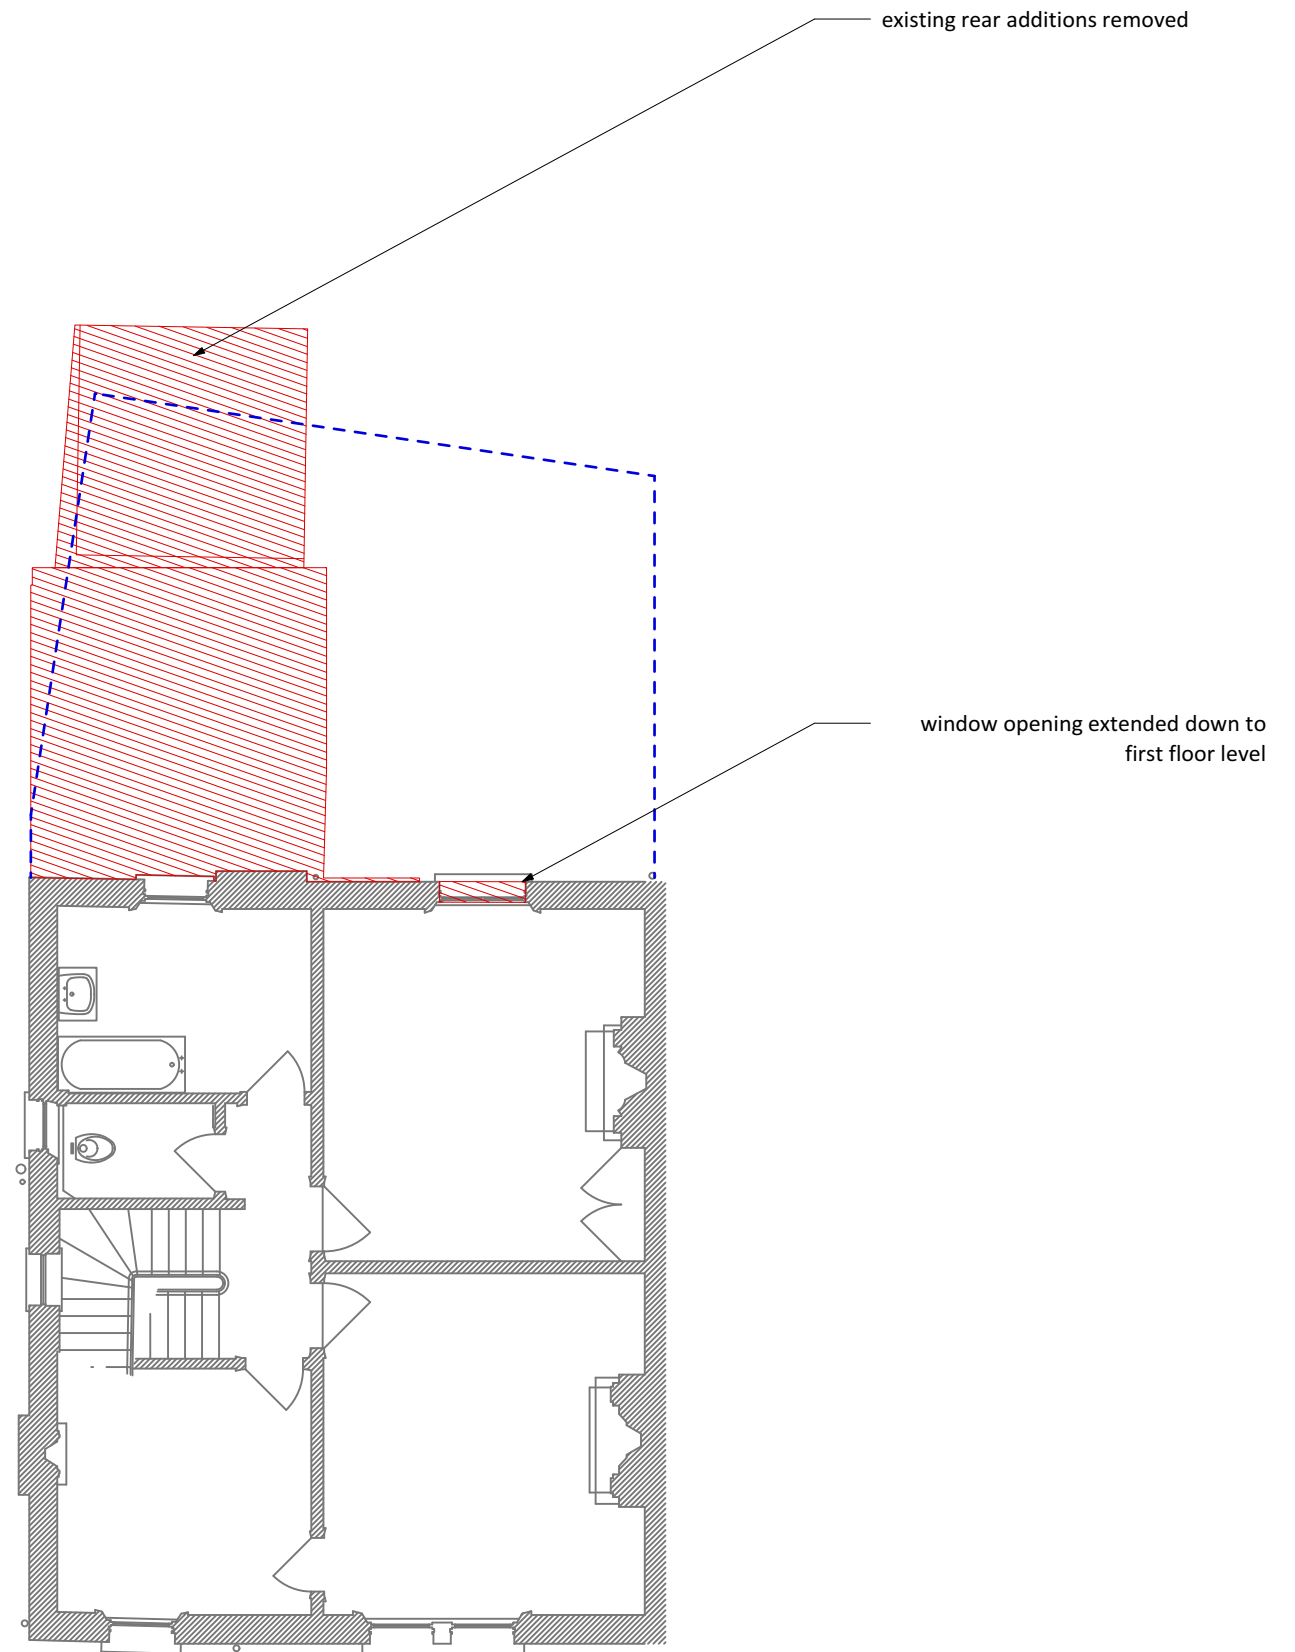 existing rear additions removed
window opening extended down to
first floor level